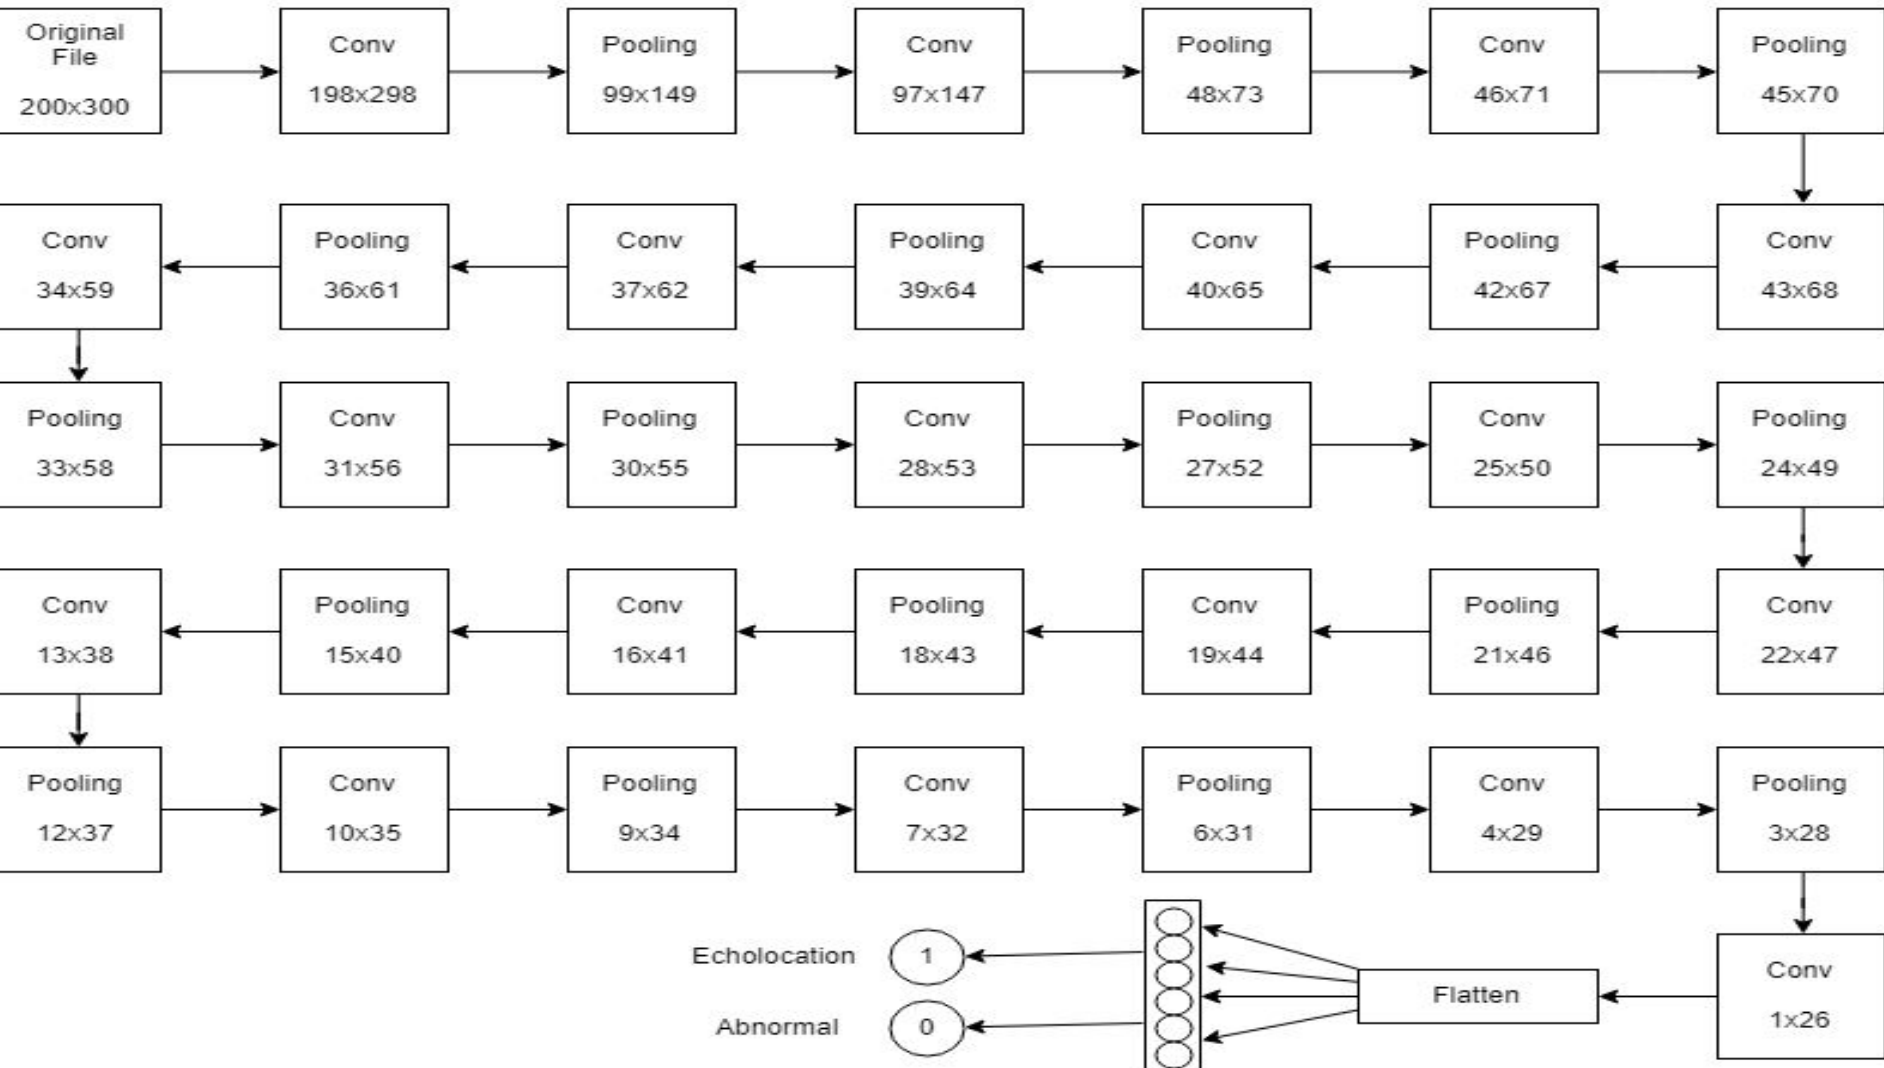 Original
File
200x300
Conv
198x298
Pooling
99x149
Conv
97x147
Pooling
48x73
Conv
46x71
Pooling
45x70
Conv
34x59
Pooling
36x61
Conv
37x62
Pooling
39x64
Conv
40x65
Pooling
42x67
Conv
43x68
Pooling
33x58
Conv
31x56
Pooling
30x55
Conv
28x53
Pooling
27x52
Conv
25x50
Pooling
24x49
Conv
13x38
Pooling
15x40
Conv
16x41
Pooling
18x43
Conv
19x44
Pooling
21x46
Conv
22x47
Pooling
12x37
Conv
10x35
Pooling
9x34
Conv
7x32
Pooling
6x31
Conv
4x29
Pooling
3x28
Echolocation
1
Abnormal
0
Flatten
Conv
1x26